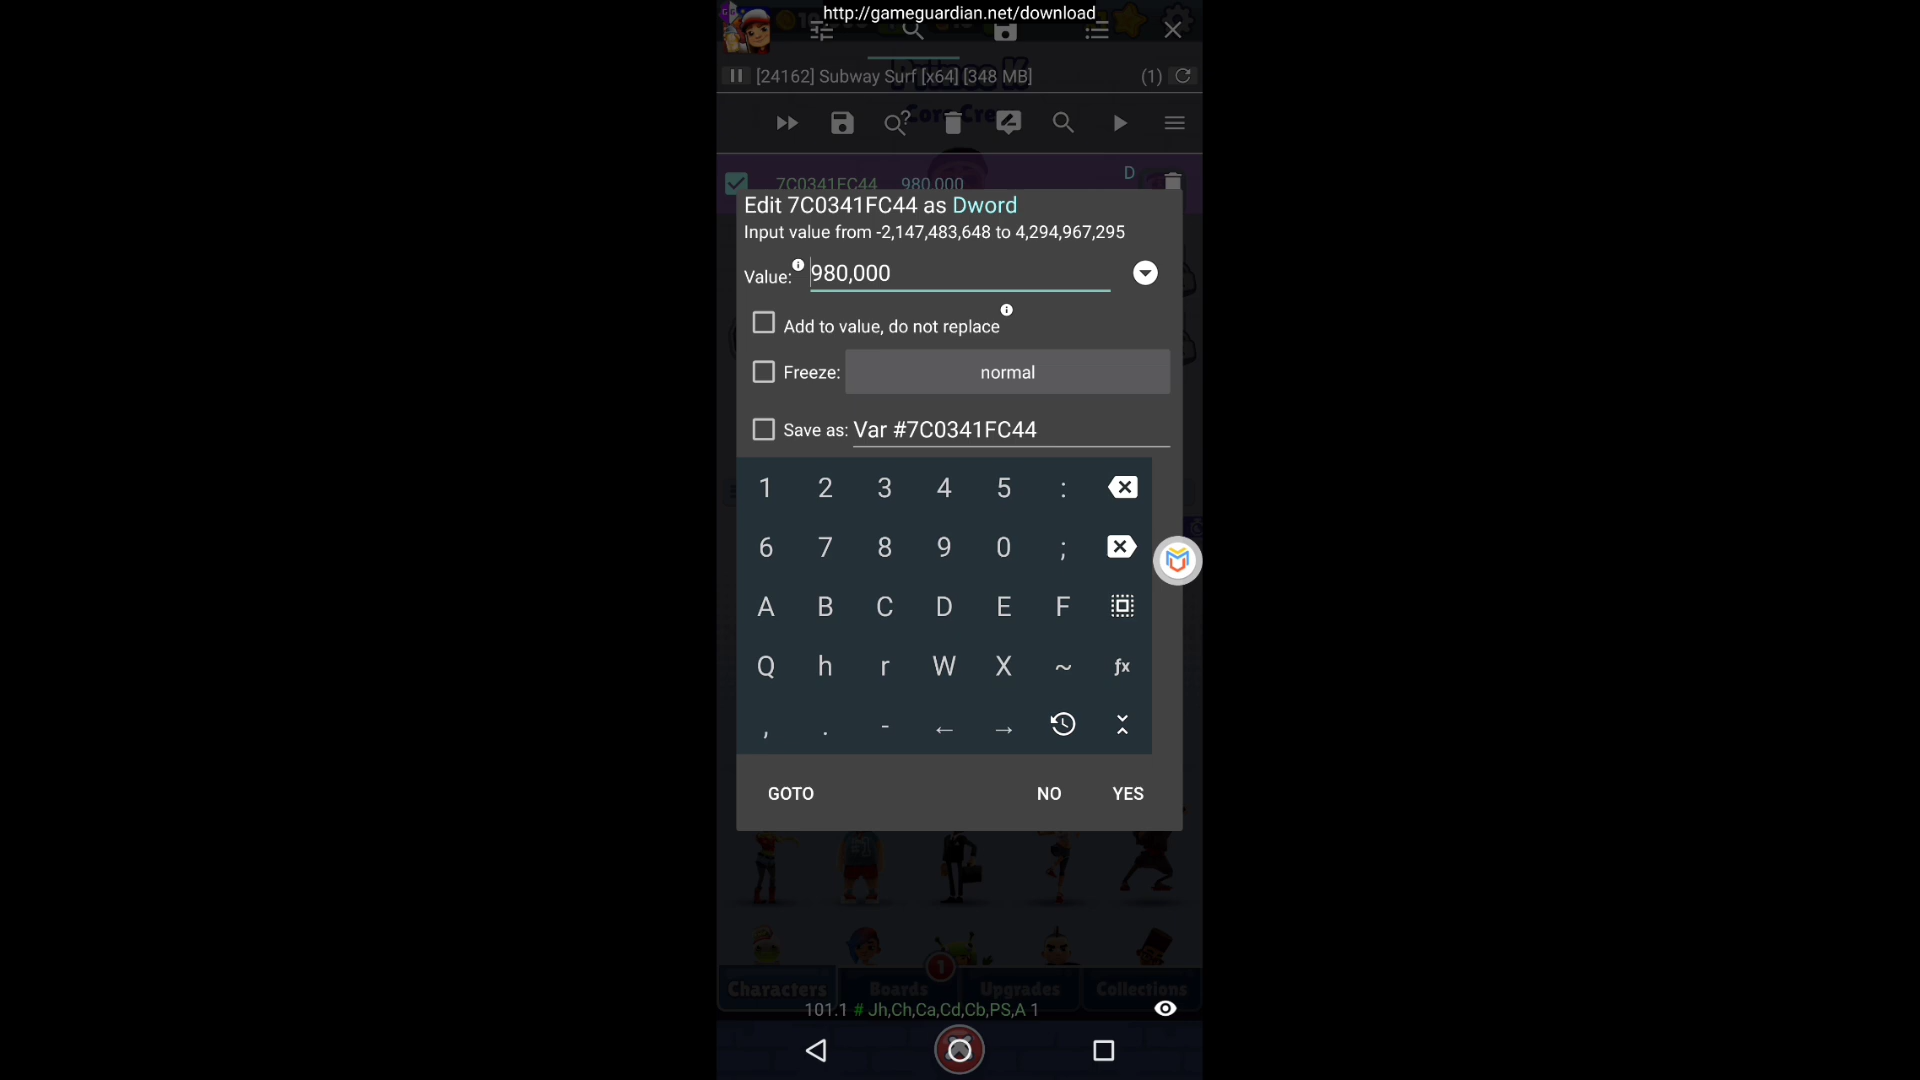 http://gameguardian.net/download
[24162] Subway Surf [x64] [348 MB] (1)
7C0341FC44 980,000 D
Edit 7C0341FC44 as Dword
Input value from -2,147,483,648 to 4,294,967,295
Value: 980,000
Add to value, do not replace
Freeze: normal
Save as: Var #7C0341FC44
1 2 3 4 5 :
6 7 8 9 0 ;
A B C D E F
Q h r W X ~ fx
, . - ← →
GOTO NO YES
1
Characters Boards Upgrades Collections
101.1 # Jh,Ch,Ca,Cd,Cb,PS,A 1